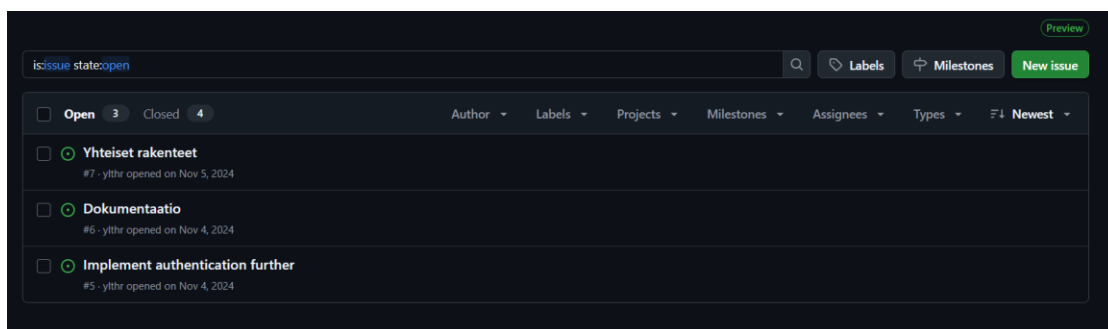 Preview
is:issue state:open
Labels
Milestones
New issue
Open 3 Closed 4 Author Labels Projects Milestones Assignees Types Newest
Yhteiset rakenteet
#7 · ylthr opened on Nov 5, 2024
Dokumentaatio
#6 · ylthr opened on Nov 4, 2024
Implement authentication further
#5 · ylthr opened on Nov 4, 2024